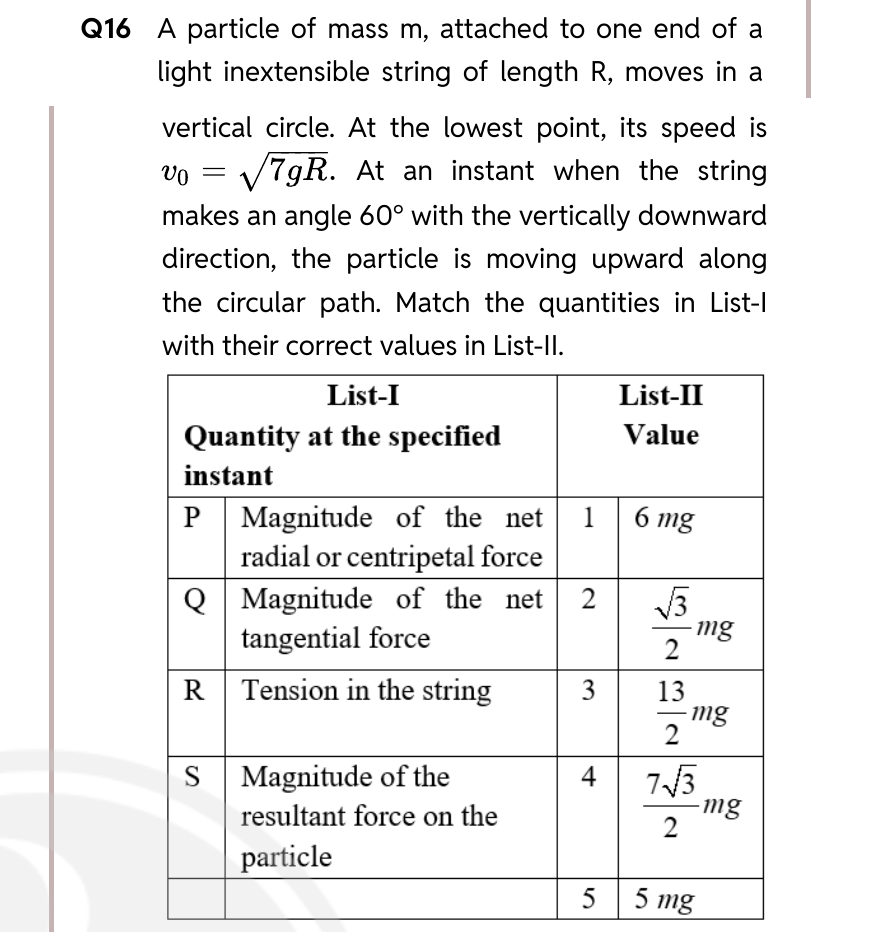 Q16 A particle of mass m, attached to one end of a
light inextensible string of length R, moves in a
vertical circle. At the lowest point, its speed is
v₀ = √7gR. At an instant when the string
makes an angle 60° with the vertically downward
direction, the particle is moving upward along
the circular path. Match the quantities in List-I
with their correct values in List-II.
List-I List-II
Quantity at the specified Value
instant
P Magnitude of the net 1 6 mg
radial or centripetal force
Q Magnitude of the net 2 √3/2 mg
tangential force
R Tension in the string 3 13/2 mg
S Magnitude of the 4 7√3/2 mg
resultant force on the
particle
5 5 mg